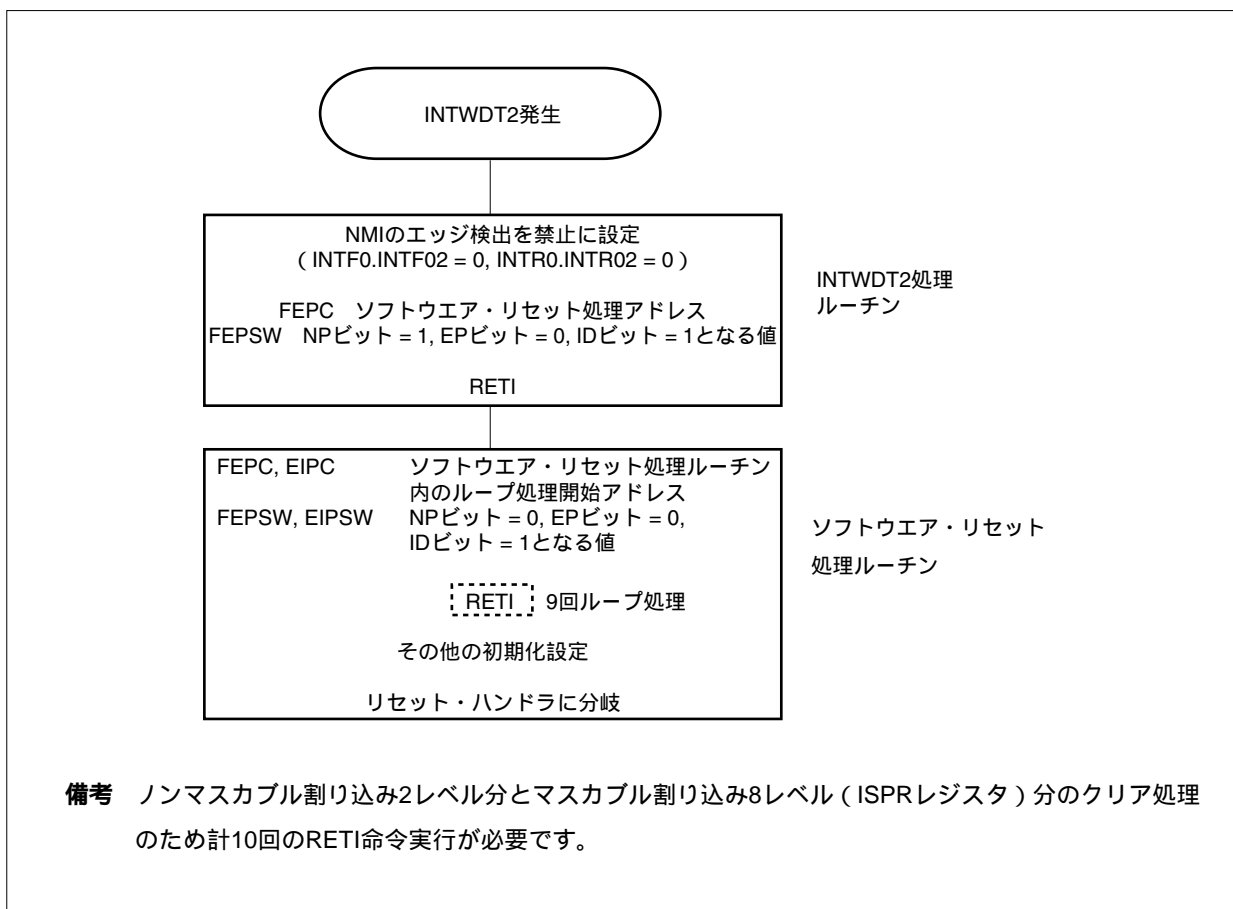 INTWDT2発生
NMIのエッジ検出を禁止に設定
( INTF0.INTF02 = 0, INTR0.INTR02 = 0 )
FEPC ソフトウエア・リセット処理アドレス
FEPSW NPビット = 1, EPビット = 0, IDビット = 1となる値
RETI
INTWDT2処理
ルーチン
FEPC, EIPC ソフトウエア・リセット処理ルーチン
内のループ処理開始アドレス
FEPSW, EIPSW NPビット = 0, EPビット = 0,
IDビット = 1となる値
RETI 9回ループ処理
その他の初期化設定
リセット・ハンドラに分岐
ソフトウエア・リセット
処理ルーチン
備考 ノンマスカブル割り込み2レベル分とマスカブル割り込み8レベル ( ISPRレジスタ ) 分のクリア処理
のため計10回のRETI命令実行が必要です。